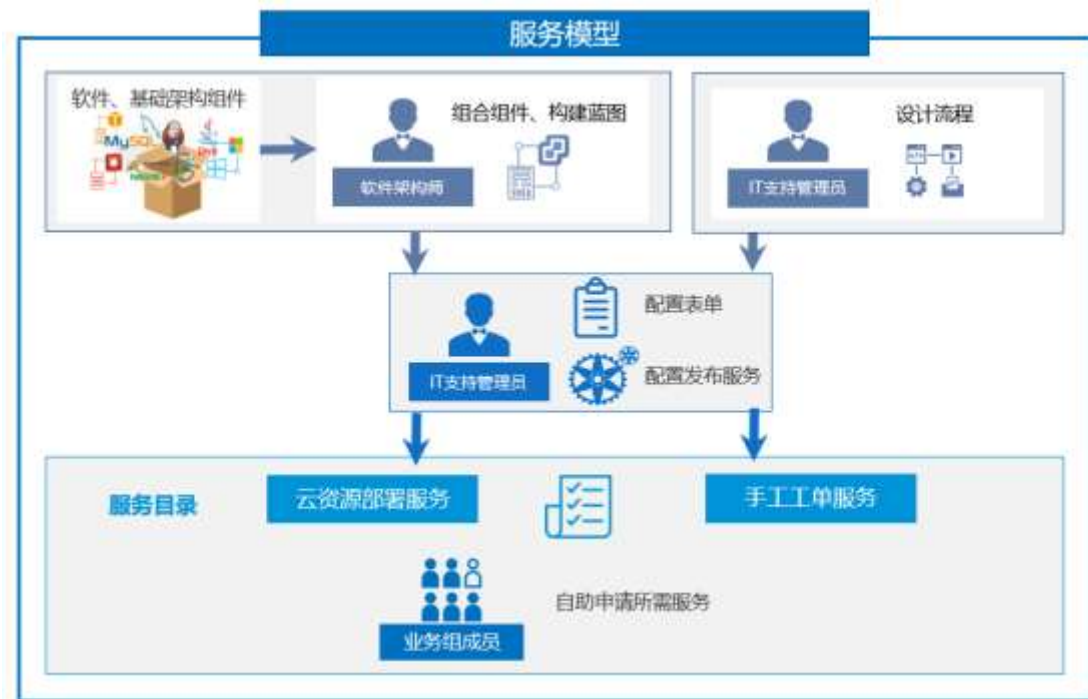 服务模型
软件、基础架构组件
MySQL
组合组件、构建蓝图
软件架构师
设计流程
IT支持管理员
配置表单
配置发布服务
IT支持管理员
服务目录
云资源部署服务
手工工单服务
自助申请所需服务
业务组成员